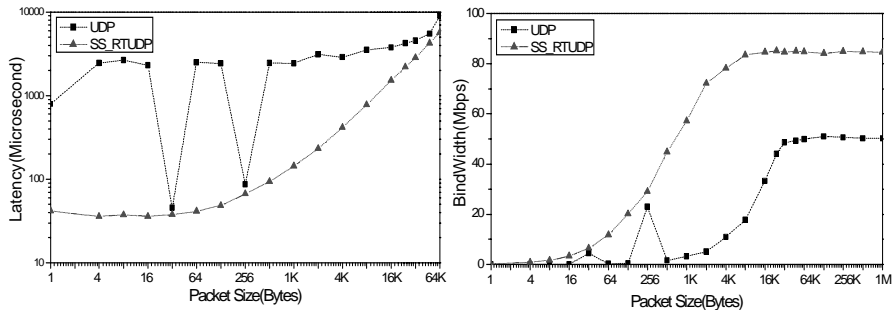 10000
1000
100
10
Latency (Microsecond)
UDP
SS_RTUDP
1 4 16 64 256 1K 4K 16K 64K
Packet Size(Bytes)
100
80
60
40
20
0
BindWidth(Mbps)
UDP
SS_RTUDP
1 4 16 64 256 1K 4K 16K 64K 256K 1M
Packet Size(Bytes)